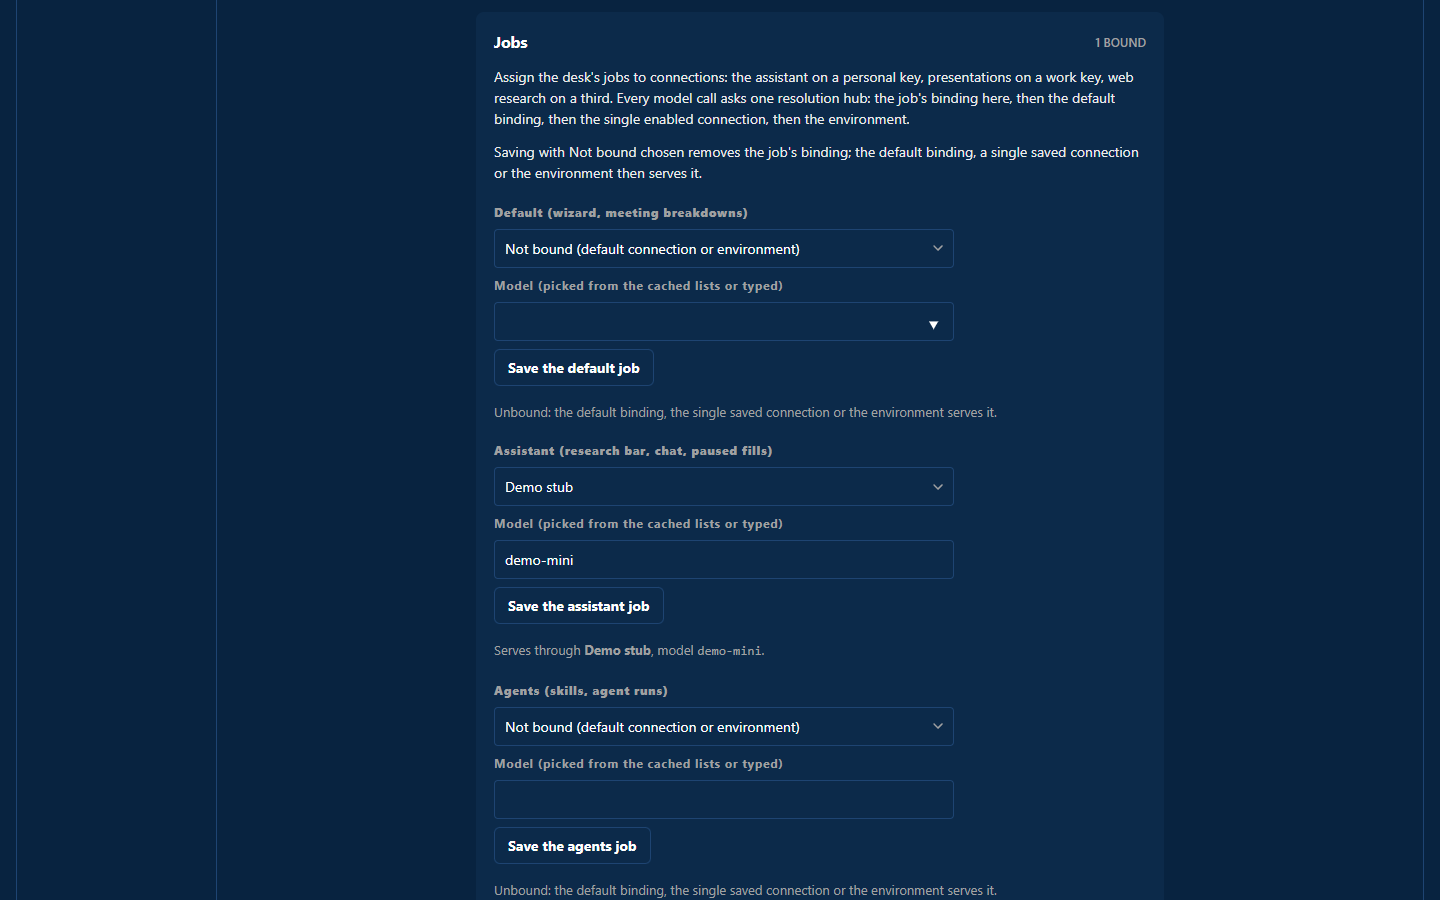 Jobs
1 BOUND
Assign the desk's jobs to connections: the assistant on a personal key, presentations on a work key, web
research on a third. Every model call asks one resolution hub: the job's binding here, then the default
binding, then the single enabled connection, then the environment.
Saving with Not bound chosen removes the job's binding; the default binding, a single saved connection
or the environment then serves it.
Default (wizard, meeting breakdowns)
Not bound (default connection or environment)
Model (picked from the cached lists or typed)
Save the default job
Unbound: the default binding, the single saved connection or the environment serves it.
Assistant (research bar, chat, paused fills)
Demo stub
Model (picked from the cached lists or typed)
demo-mini
Save the assistant job
Serves through Demo stub, model demo-mini.
Agents (skills, agent runs)
Not bound (default connection or environment)
Model (picked from the cached lists or typed)
Save the agents job
Unbound: the default binding, the single saved connection or the environment serves it.